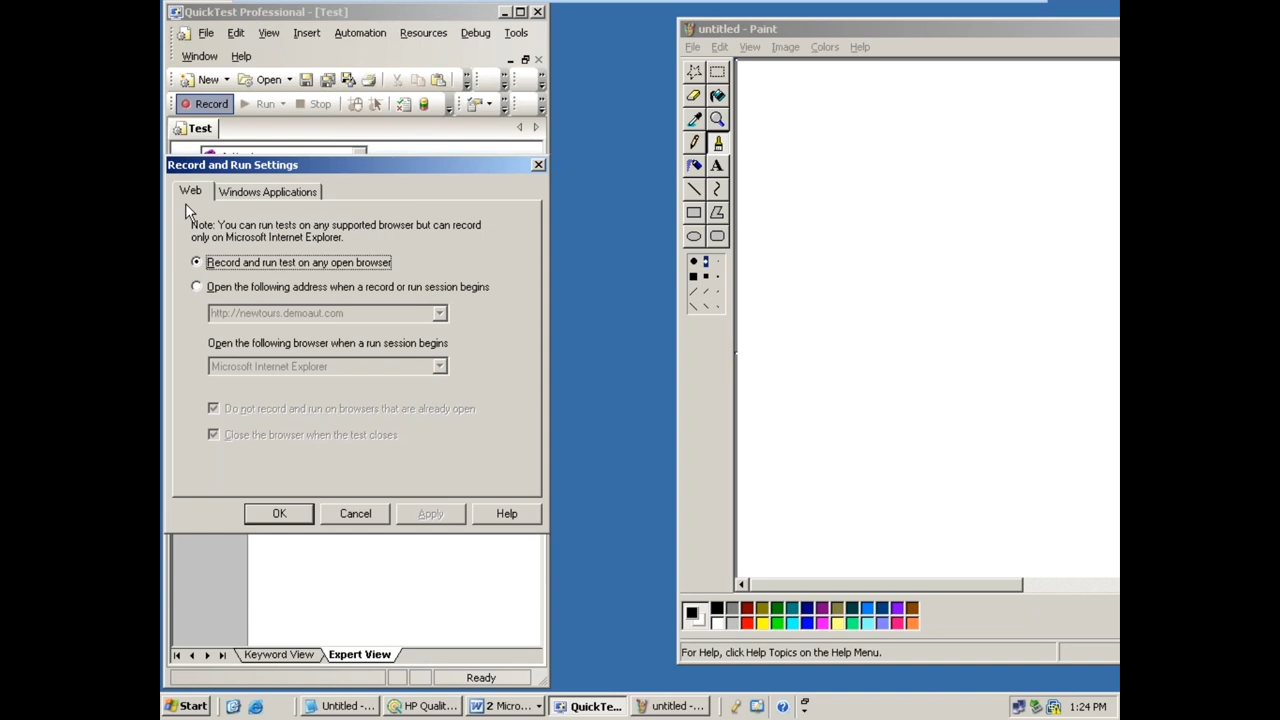 QuickTest Professional - [Test]
File Edit View Insert Automation Resources Debug Tools
Window Help
New Open
Record Run Stop
Test
Record and Run Settings
Web Windows Applications
Note: You can run tests on any supported browser but can record
only on Microsoft Internet Explorer.
Record and run test on any open browser
Open the following address when a record or run session begins
http://newtours.demoaut.com
Open the following browser when a run session begins
Microsoft Internet Explorer
Do not record and run on browsers that are already open
Close the browser when the test closes
OK Cancel Apply Help
Keyword View Expert View
Ready
untitled - Paint
File Edit View Image Colors Help
A
For Help, click Help Topics on the Help Menu.
Start Untitled -... HP Qualit... 2 Micro... QuickTe... untitled -... 1:24 PM